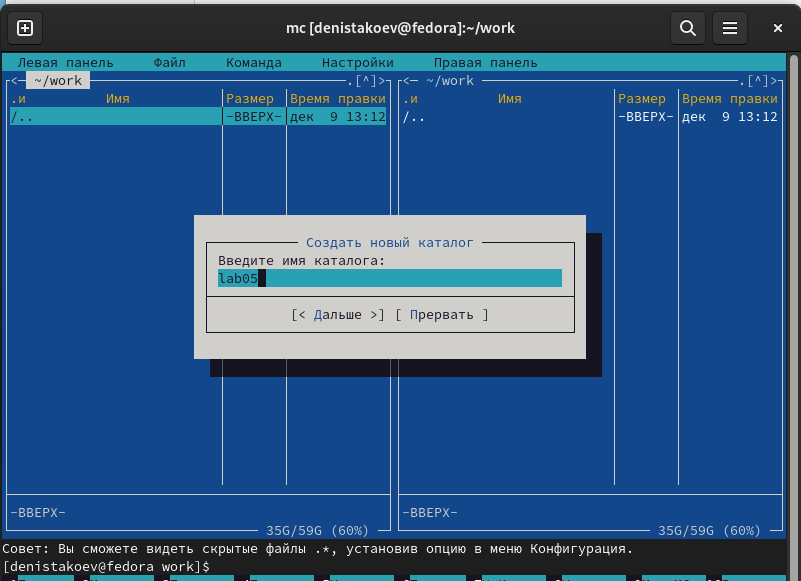 mc [denistakoev@fedora]:~/work
Левая панель Файл Команда Настройки Правая панель
<─ ~/work .[^]> <─ ~/work .[^]>
.и Имя Размер Время правки .и Имя Размер Время правки
/.. -ВВЕРХ- дек 9 13:12 /.. -ВВЕРХ- дек 9 13:12
Создать новый каталог
Введите имя каталога:
lab05
[< Дальше >] [ Прервать ]
-ВВЕРХ- -ВВЕРХ-
35G/59G (60%) 35G/59G (60%)
Совет: Вы сможете видеть скрытые файлы .*, установив опцию в меню Конфигурация.
[denistakoev@fedora work]$